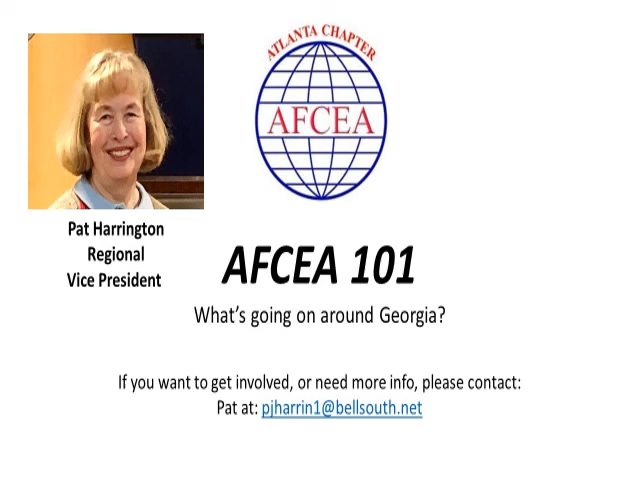 ATLANTA CHAPTER
AFCEA
Pat Harrington
Regional
Vice President
AFCEA 101
What's going on around Georgia?
If you want to get involved, or need more info, please contact:
Pat at: pjharrin1@bellsouth.net